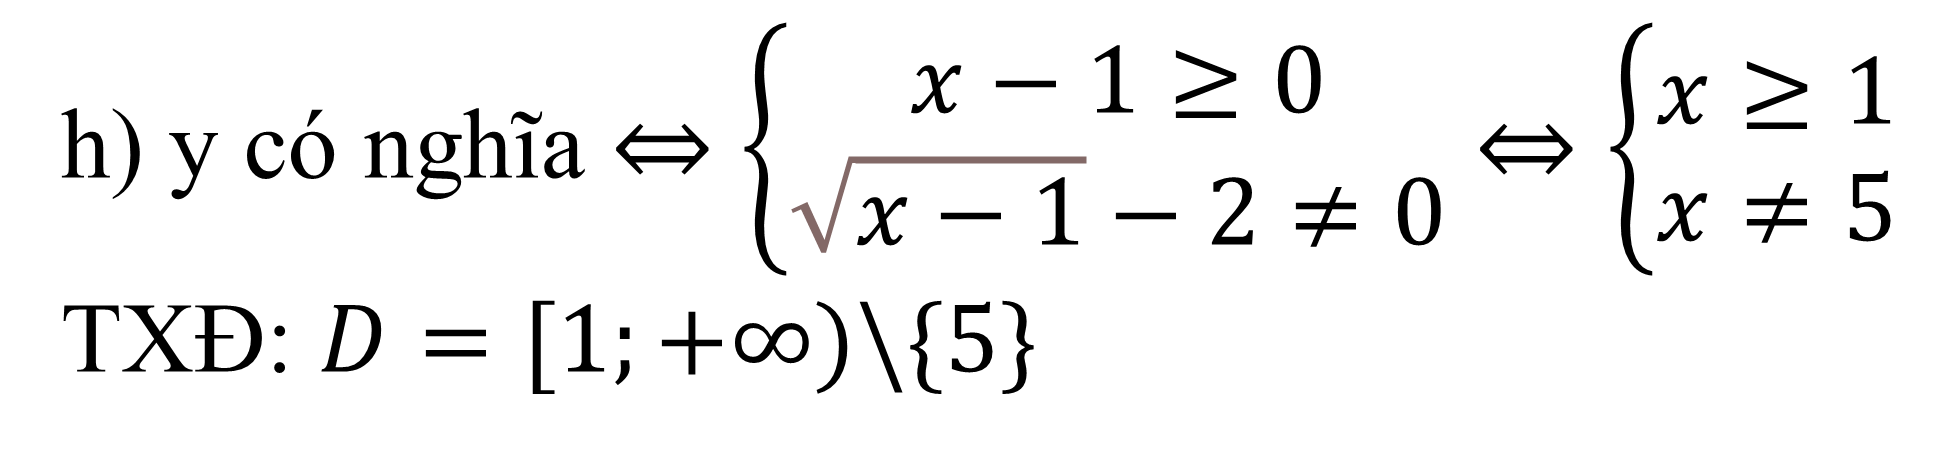 h) y có nghĩa ⇔ { x − 1 ≥ 0 √(x − 1) − 2 ≠ 0 ⇔ { x ≥ 1 x ≠ 5
TXĐ: D = [1; +∞)\{5}